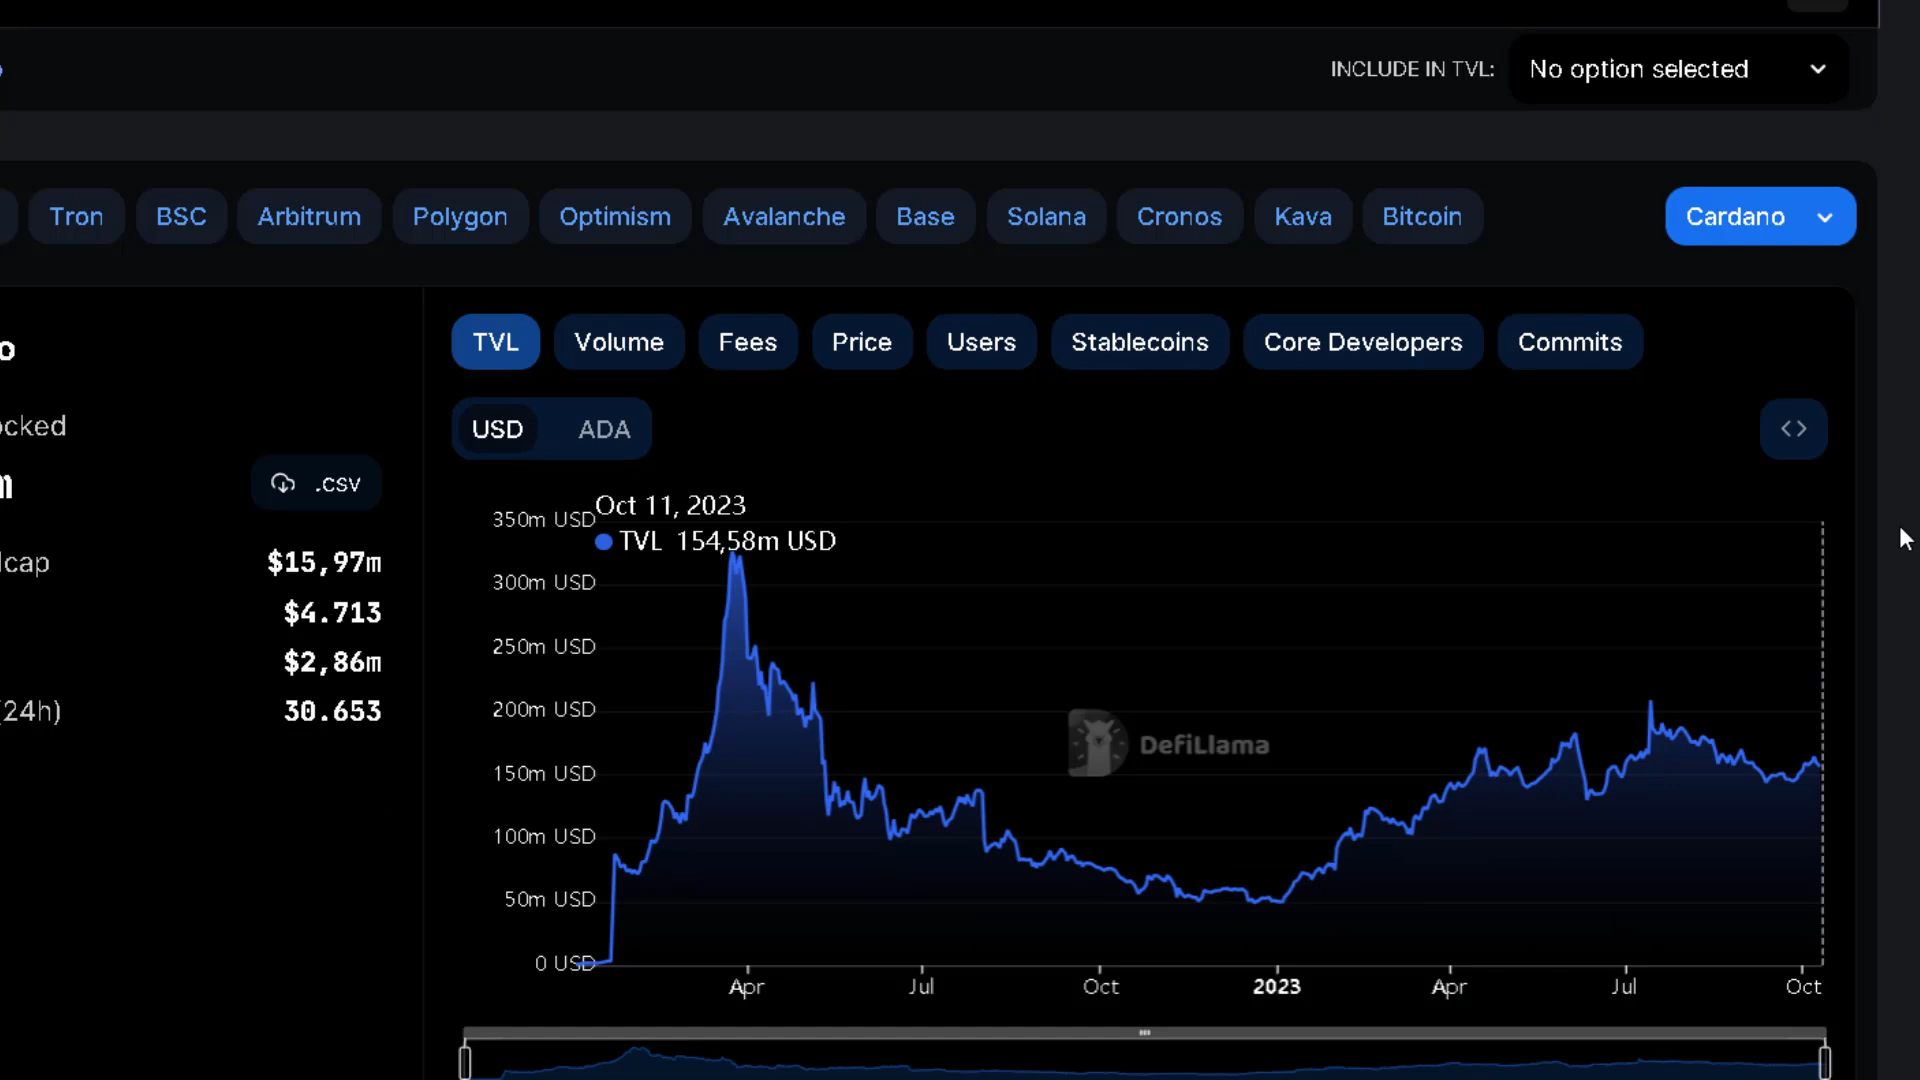 INCLUDE IN TVL: No option selected
Tron BSC Arbitrum Polygon Optimism Avalanche Base Solana Cronos Kava Bitcoin Cardano
o
TVL Volume Fees Price Users Stablecoins Core Developers Commits
ocked
USD ADA
m
.csv
Oct 11, 2023
TVL 154,58m USD
lcap $15,97m
$4.713
$2,86m
(24h) 30.653
350m USD
300m USD
250m USD
200m USD
150m USD
100m USD
50m USD
0 USD
DefiLlama
Apr Jul Oct 2023 Apr Jul Oct